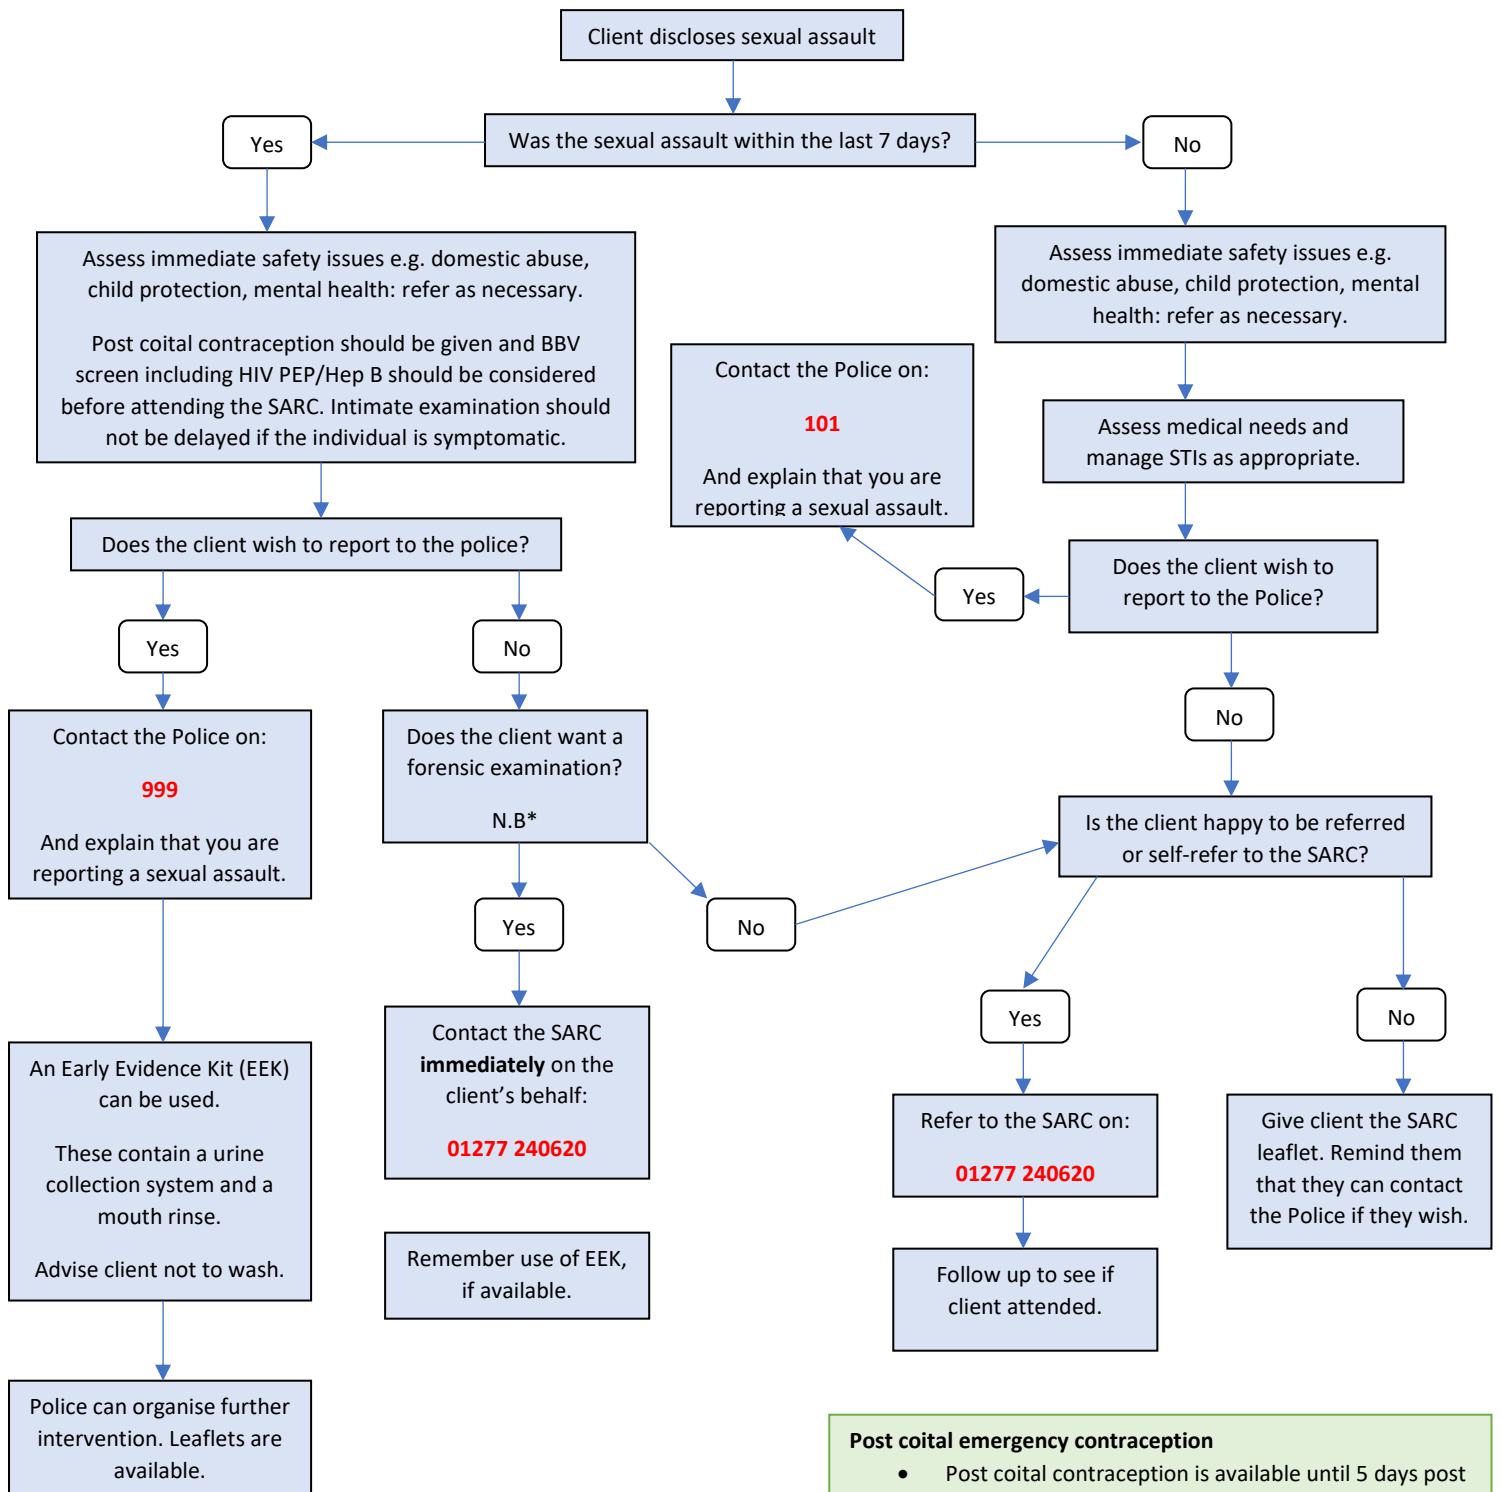 Client discloses sexual assault
Was the sexual assault within the last 7 days?
Yes
No
Assess immediate safety issues e.g. domestic abuse,
child protection, mental health: refer as necessary.
Post coital contraception should be given and BBV
screen including HIV PEP/Hep B should be considered
before attending the SARC. Intimate examination should
not be delayed if the individual is symptomatic.
Assess immediate safety issues e.g.
domestic abuse, child protection, mental
health: refer as necessary.
Contact the Police on:
101
And explain that you are
reporting a sexual assault.
Assess medical needs and
manage STIs as appropriate.
Does the client wish to report to the police?
Does the client wish to
report to the Police?
Yes
Yes
No
No
Contact the Police on:
999
And explain that you are
reporting a sexual assault.
Does the client want a
forensic examination?
N.B*
Is the client happy to be referred
or self-refer to the SARC?
Yes
No
Yes
No
An Early Evidence Kit (EEK)
can be used.
These contain a urine
collection system and a
mouth rinse.
Advise client not to wash.
Contact the SARC
immediately on the
client's behalf:
01277 240620
Refer to the SARC on:
01277 240620
Give client the SARC
leaflet. Remind them
that they can contact
the Police if they wish.
Remember use of EEK,
if available.
Follow up to see if
client attended.
Police can organise further
intervention. Leaflets are
available.
Post coital emergency contraception
• Post coital contraception is available until 5 days post